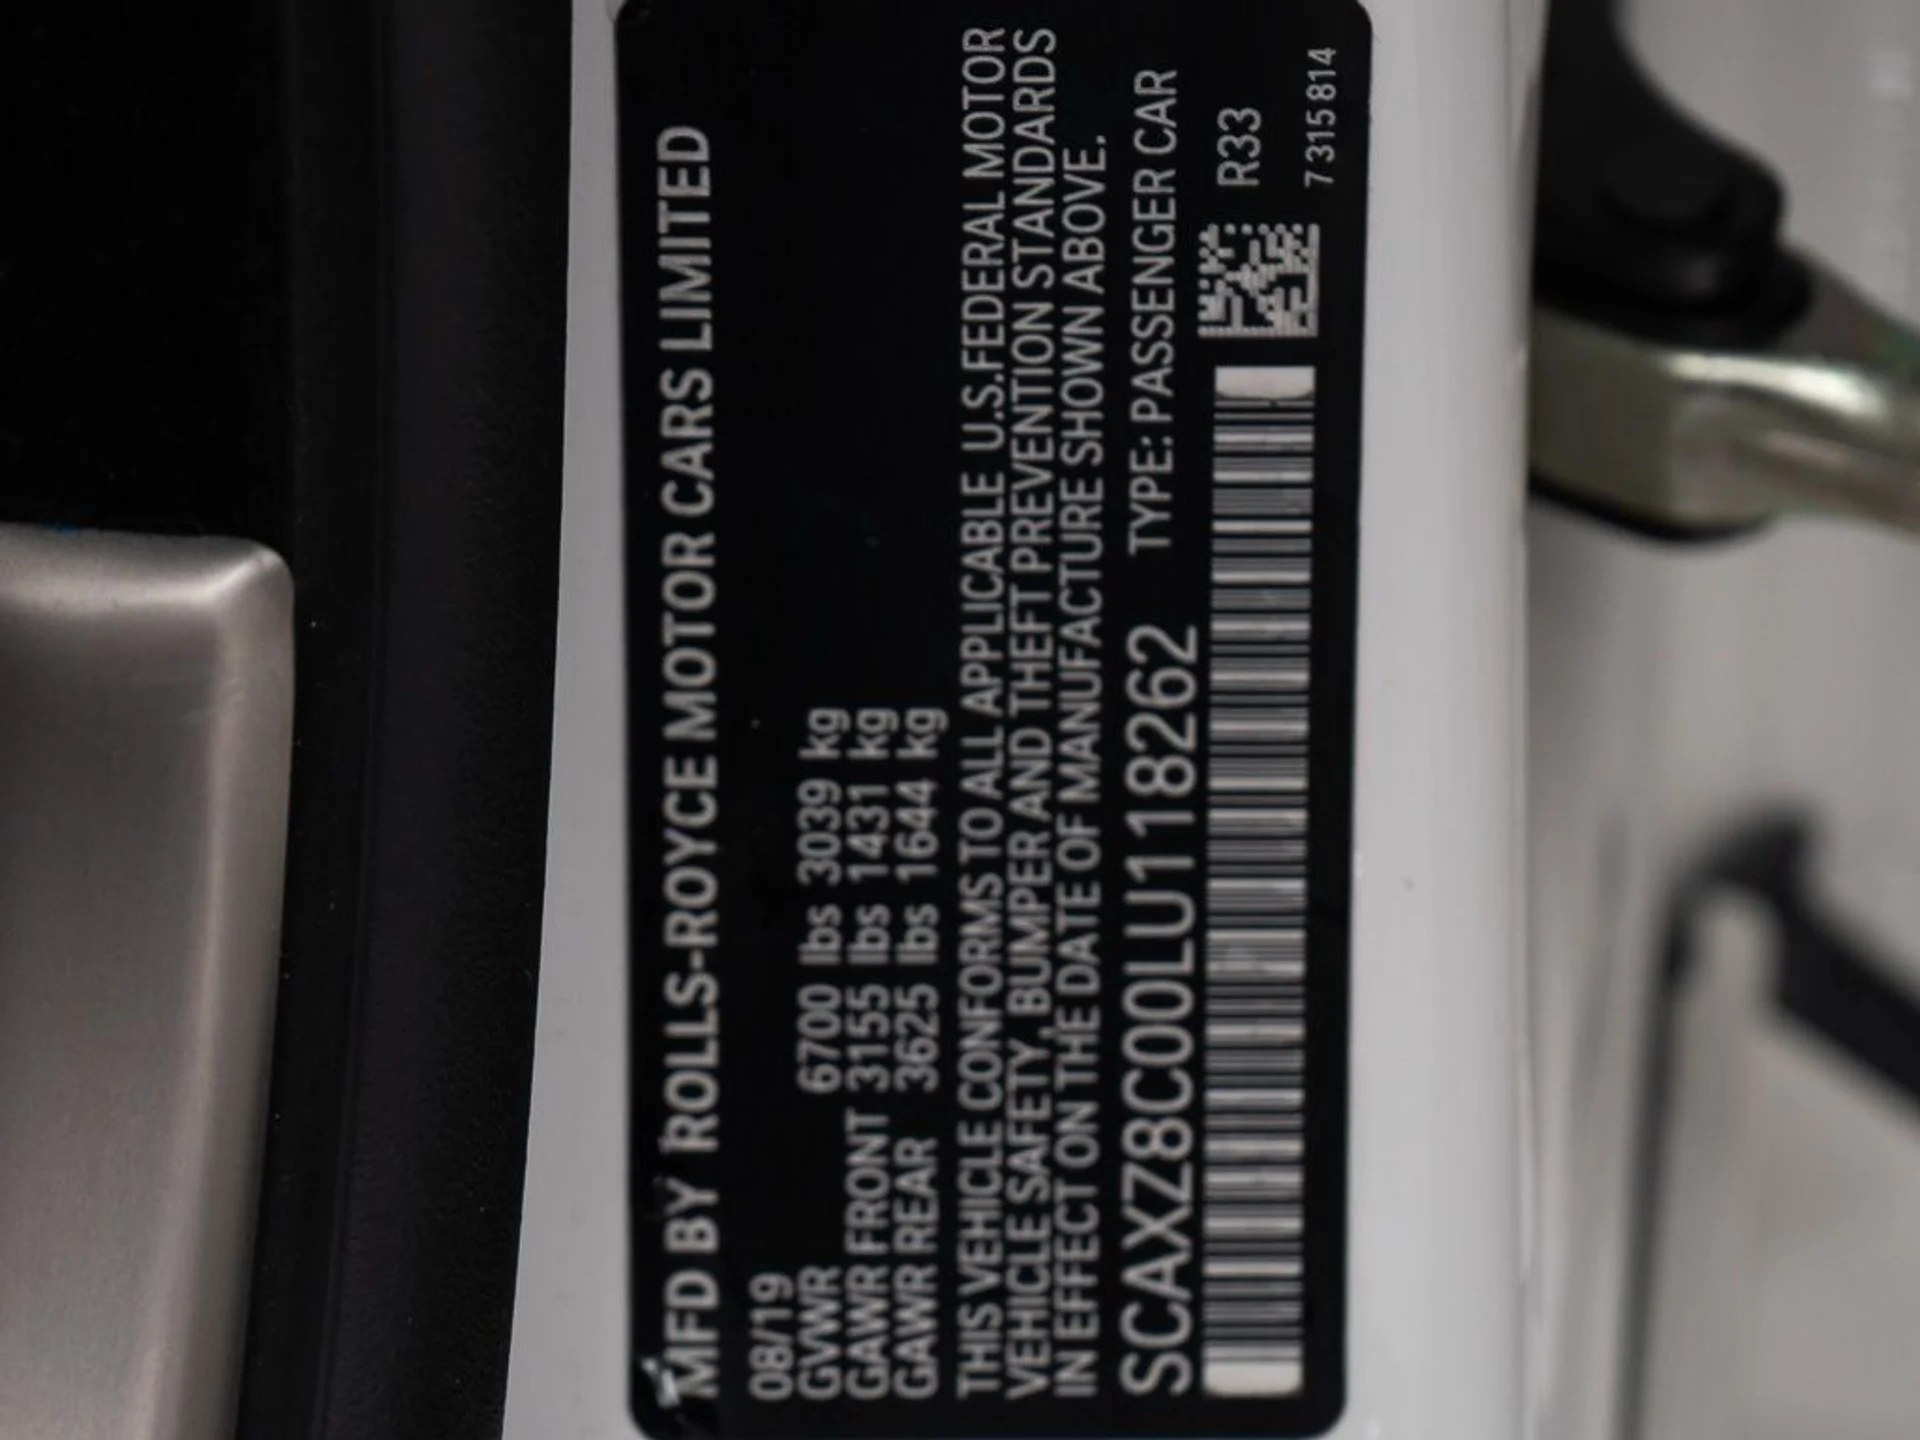 MFD BY ROLLS-ROYCE MOTOR CARS LIMITED
08/19
GVWR 6700 lbs 3039 kg
GAWR FRONT 3155 lbs 1431 kg
GAWR REAR 3625 lbs 1644 kg
THIS VEHICLE CONFORMS TO ALL APPLICABLE U.S.FEDERAL MOTOR
VEHICLE SAFETY, BUMPER AND THEFT PREVENTION STANDARDS
IN EFFECT ON THE DATE OF MANUFACTURE SHOWN ABOVE.
SCAXZ8C00LU118262 TYPE: PASSENGER CAR
R33
7 315 814